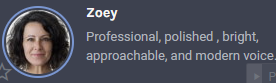 Zoey
Professional, polished , bright,
approachable, and modern voice.